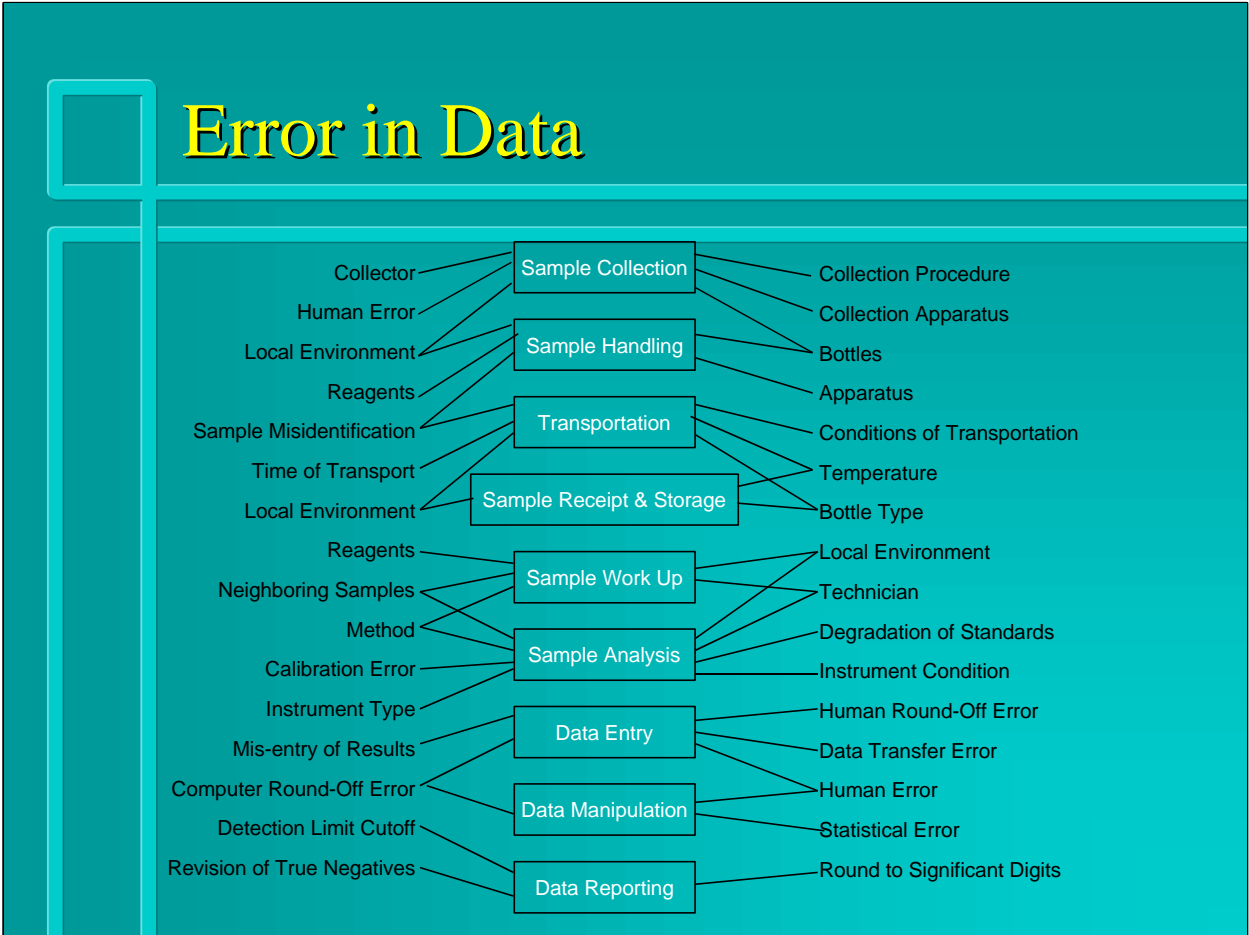 Error in Data
Collector
Sample Collection
Collection Procedure
Human Error
Collection Apparatus
Local Environment
Sample Handling
Bottles
Reagents
Apparatus
Sample Misidentification
Transportation
Conditions of Transportation
Time of Transport
Temperature
Local Environment
Sample Receipt & Storage
Bottle Type
Reagents
Local Environment
Neighboring Samples
Sample Work Up
Technician
Method
Degradation of Standards
Sample Analysis
Calibration Error
Instrument Condition
Instrument Type
Human Round-Off Error
Data Entry
Mis-entry of Results
Data Transfer Error
Computer Round-Off Error
Human Error
Data Manipulation
Detection Limit Cutoff
Statistical Error
Revision of True Negatives
Round to Significant Digits
Data Reporting